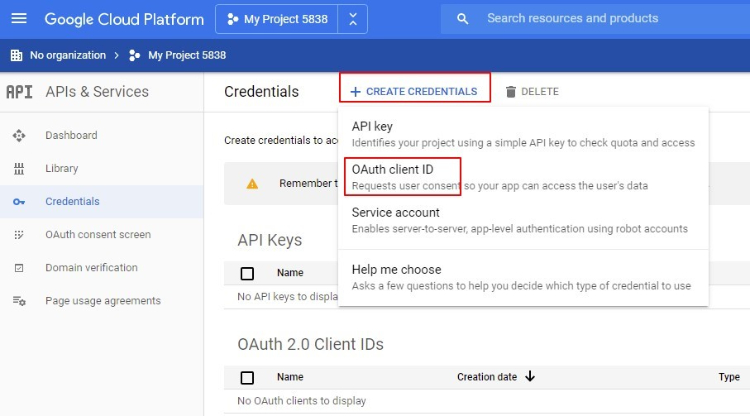 Google Cloud Platform
My Project 5838
Search resources and products
No organization > My Project 5838
API APIs & Services
Credentials
+ CREATE CREDENTIALS
DELETE
Dashboard
Library
Credentials
OAuth consent screen
Domain verification
Page usage agreements
Create credentials to acc
Remember t
API key
Identifies your project using a simple API key to check quota and access
OAuth client ID
Requests user consent so your app can access the user's data
Service account
Enables server-to-server, app-level authentication using robot accounts
Help me choose
Asks a few questions to help you decide which type of credential to use
API Keys
Name
No API keys to displa
OAuth 2.0 Client IDs
Name Creation date Type
No OAuth clients to display